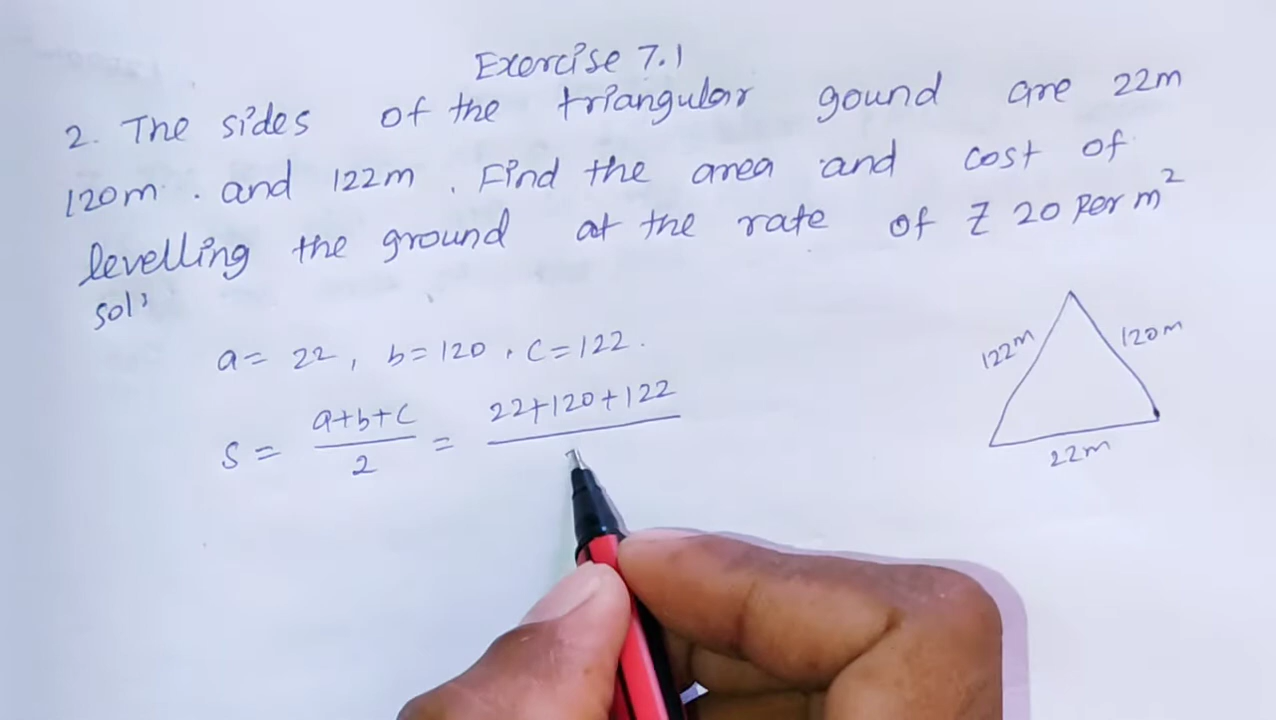 Exercise 7.1
2. The sides of the triangular gound are 22m
120m . and 122m . Find the area and cost of
levelling the ground at the rate of Z 20 Per m²
sol:
a= 22, b=120 , c=122 .
122m
120m
s = a+b+c/2 = 22+120+122
22m